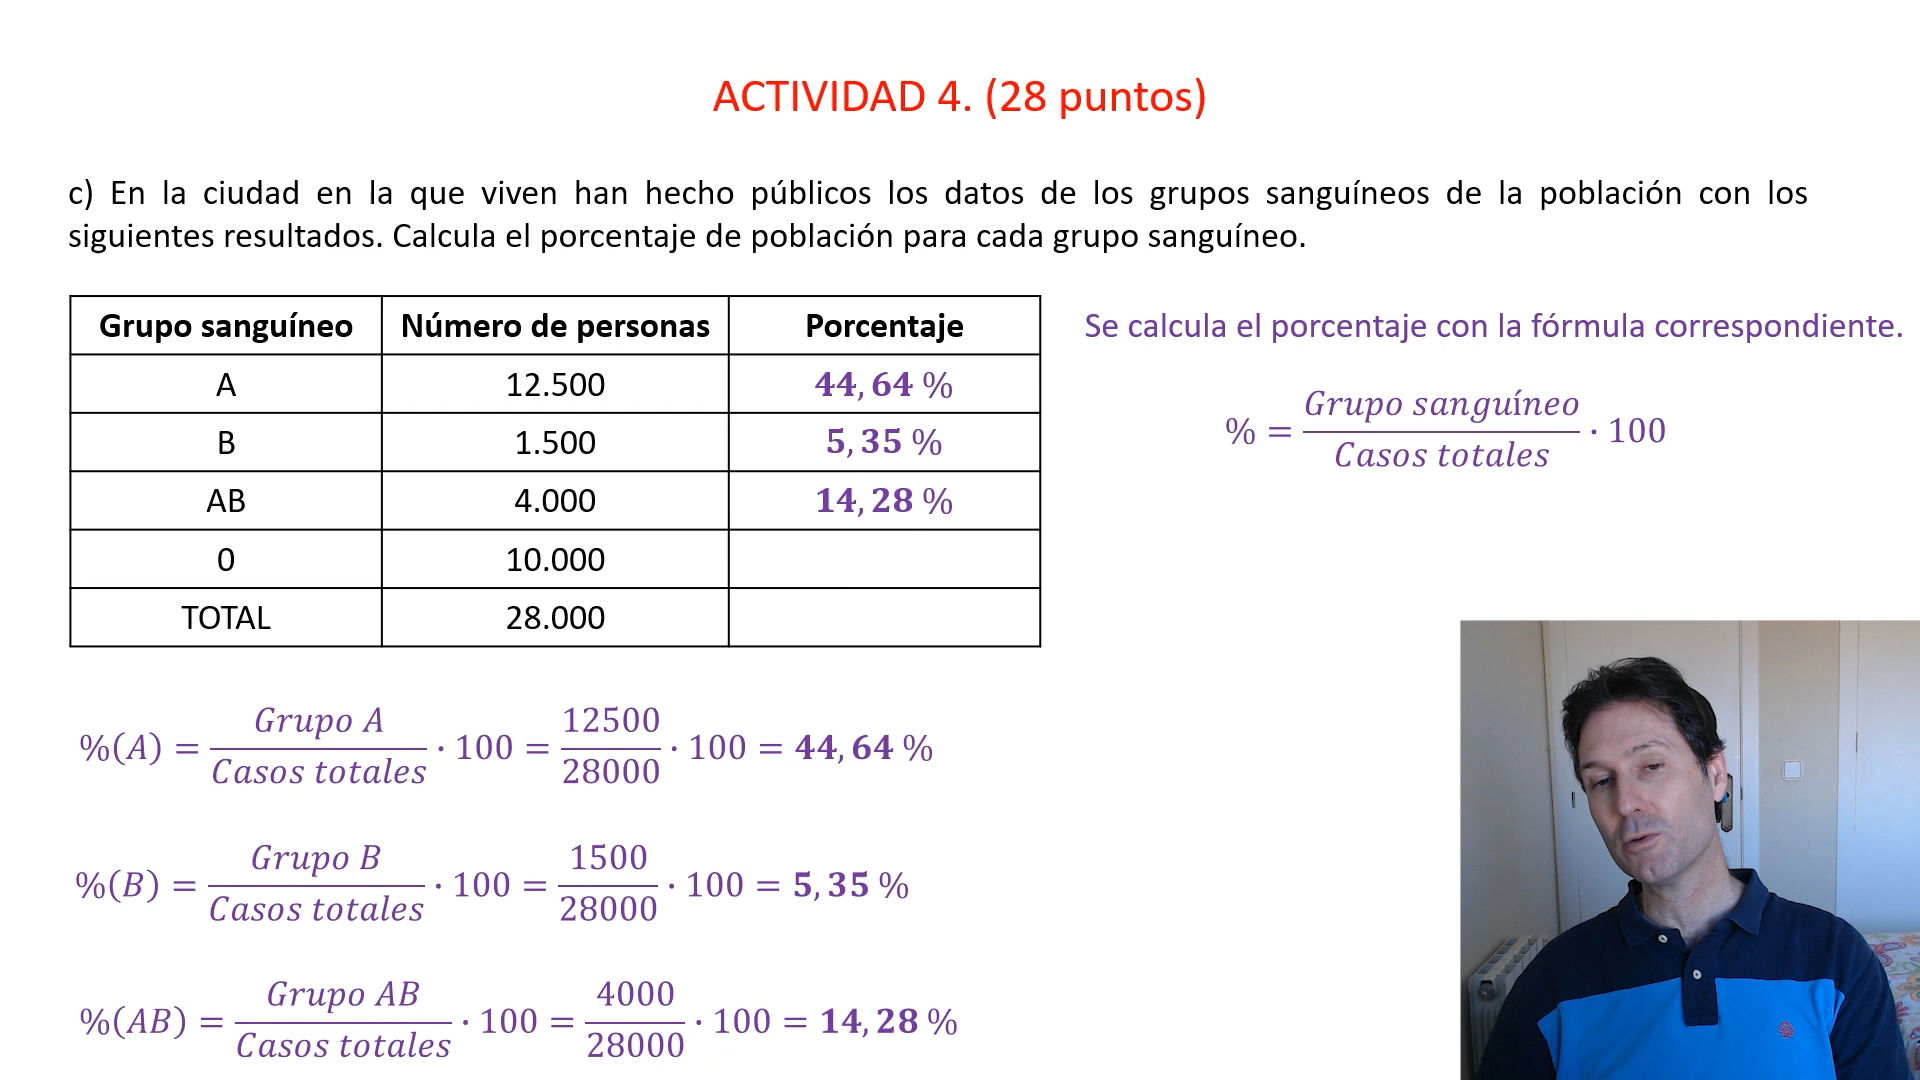 ACTIVIDAD 4. (28 puntos)
c) En la ciudad en la que viven han hecho públicos los datos de los grupos sanguíneos de la población con los
siguientes resultados. Calcula el porcentaje de población para cada grupo sanguíneo.
Grupo sanguíneo Número de personas Porcentaje
A 12.500 44,64 %
B 1.500 5,35 %
AB 4.000 14,28 %
0 10.000
TOTAL 28.000
Se calcula el porcentaje con la fórmula correspondiente.
% = Grupo sanguíneo / Casos totales · 100
%(A) = Grupo A / Casos totales · 100 = 12500 / 28000 · 100 = 44,64 %
%(B) = Grupo B / Casos totales · 100 = 1500 / 28000 · 100 = 5,35 %
%(AB) = Grupo AB / Casos totales · 100 = 4000 / 28000 · 100 = 14,28 %